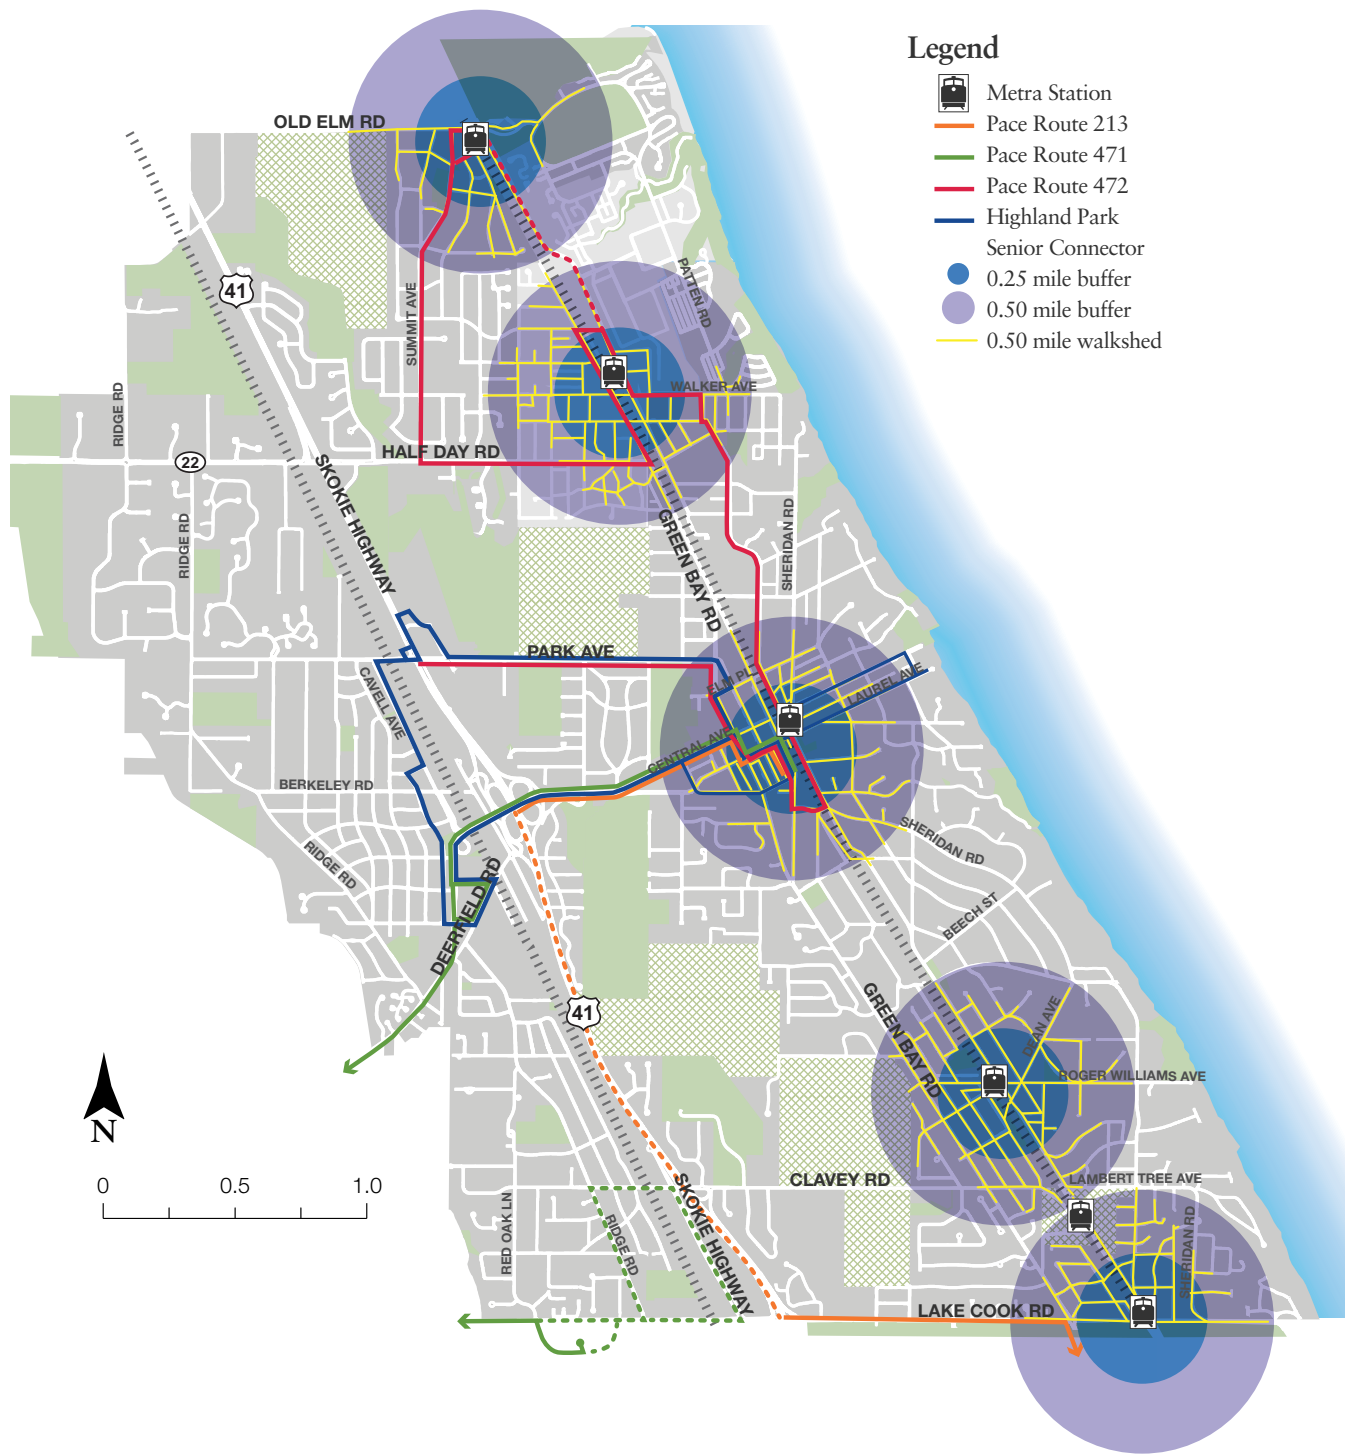 Legend
Metra Station
Pace Route 213
Pace Route 471
Pace Route 472
Highland Park
Senior Connector
0.25 mile buffer
0.50 mile buffer
0.50 mile walkshed
OLD ELM RD
41
SUMMIT AVE
PATTEN RD
RIDGE RD
WALKER AVE
HALF DAY RD
22
SKOKIE HIGHWAY
RIDGE RD
GREEN BAY RD
SHERIDAN RD
PARK AVE
CAVELL AVE
ELM PL
LAUREL AVE
CENTRAL AVE
BERKELEY RD
RIDGE RD
SHERIDAN RD
DEERFIELD RD
BEECH ST
41
GREEN BAY RD
DEAN AVE
ROGER WILLIAMS AVE
N
0 0.5 1.0
CLAVEY RD
LAMBERT TREE AVE
RED OAK LN
RIDGE RD
SKOKIE HIGHWAY
SHERIDAN RD
LAKE COOK RD